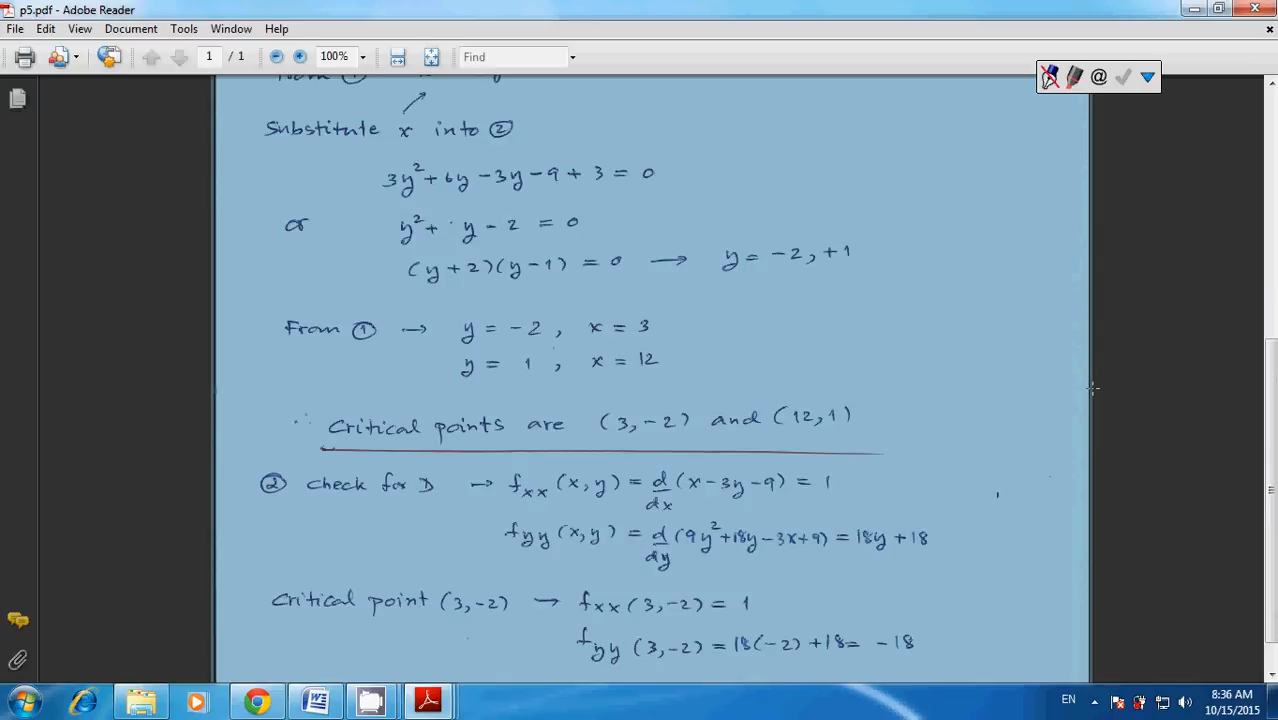 p5.pdf - Adobe Reader
File Edit View Document Tools Window Help
1 / 1 100% Find
From ①
Substitute x into ②
3y² + 6y - 3y - 9 + 3 = 0
or y² + y - 2 = 0
(y+2)(y-1) = 0 → y = -2, +1
From ① → y = -2, x = 3
y = 1, x = 12
∴ Critical points are (3,-2) and (12,1)
② check for D → fxx (x,y) = d/dx (x-3y-9) = 1
fyy (x,y) = d/dy (9y²+18y-3x+9) = 18y+18
Critical point (3,-2) → fxx (3,-2) = 1
fyy (3,-2) = 18(-2)+18 = -18
EN 8:36 AM
10/15/2015